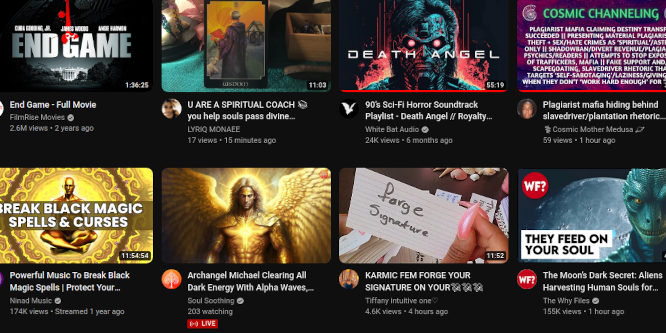 CUBA GOODING, JR. JAMES WOODS ANGIE HARMON
END GAME
1:36:25
End Game - Full Movie
FilmRise Movies
2.6M views • 2 years ago
11:03
U ARE A SPIRITUAL COACH
you help souls pass divine...
LYRIQ MONAEE
17 views • 15 minutes ago
DEATH ANGEL
55:19
90's Sci-Fi Horror Soundtrack
Playlist - Death Angel // Royalty...
White Bat Audio
24K views • 6 months ago
COSMIC CHANNELING
PLAGIARIST MAFIA CLAIMING DESTINY TRANSF
SUCCEEDED || PRESENTING MATERIAL PLAGIARIS
THEFT + SEX/HATE CRIMES AS 'SPIRITUAL'/'AST
ONLY || SHADOWBAN/DIVERT REVENUE/PLAGIA
PSYCHICS/READERS || ATTEMPTS TO STOP EXPOS
OF TRAFFICKERS, MAFIA || FAKE SUPPORT AND
SCAPEGOATING, SLAVEDRIVER RHETORIC THA
TARGETS 'SELF-SABOTAGING'/LAZINESS/GIVING
WHEN THEY DON'T 'WORK HARD ENOUGH' FOR
Plagiarist mafia hiding behind
slavedriver/plantation rhetoric...
Cosmic Mother Medusa
59 views • 1 hour ago
BREAK BLACK MAGIC
SPELLS & CURSES
11:54:54
Powerful Music To Break Black
Magic Spells | Protect Your...
Ninad Music
174K views • Streamed 1 year ago
Archangel Michael Clearing All
Dark Energy With Alpha Waves,...
Soul Soothing
203 watching
LIVE
Forge
Signature
11:52
KARMIC FEM FORGE YOUR
SIGNATURE ON YOUR
Tiffany intuitive one♡
4.6K views • 4 hours ago
WF?
THEY FEED ON
YOUR SOUL
WF?
The Moon's Dark Secret: Aliens
Harvesting Human Souls for...
The Why Files
155K views • 1 hour ago